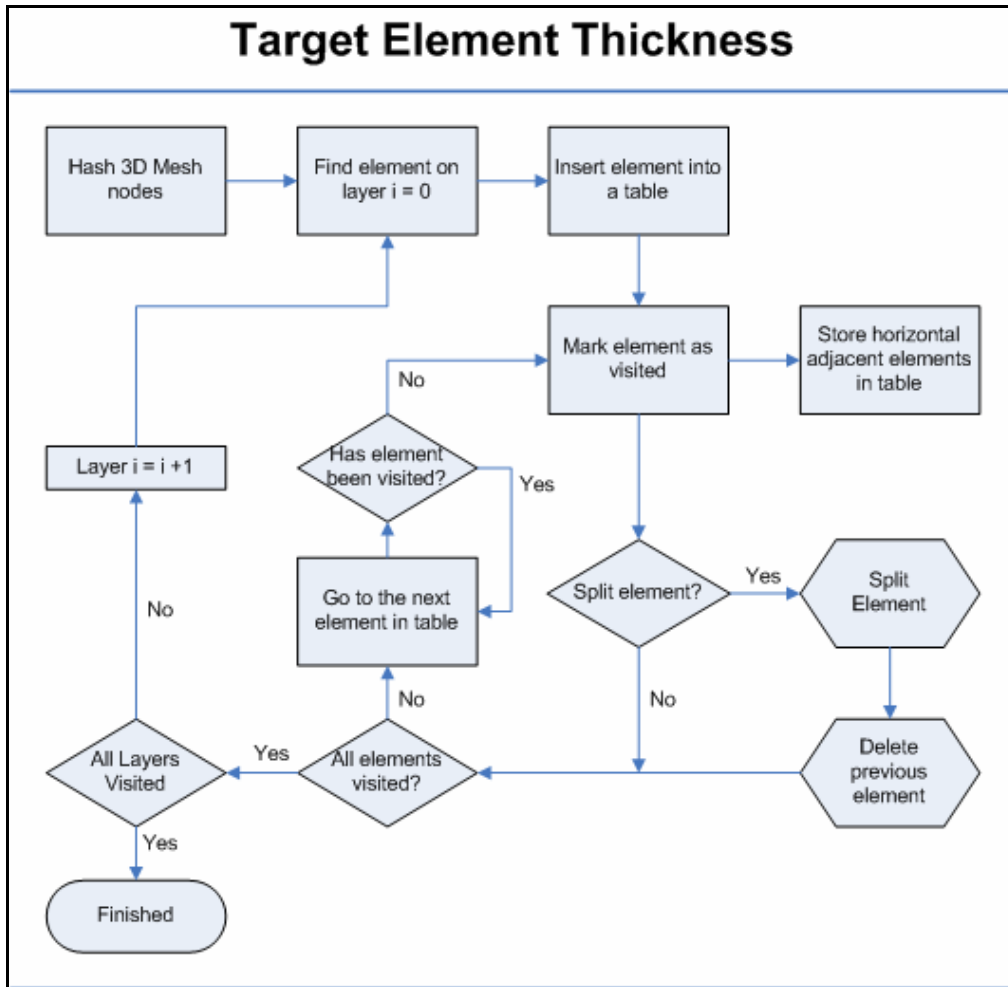 Target Element Thickness
Hash 3D Mesh
nodes
Find element on
layer i = 0
Insert element into
a table
Mark element as
visited
Store horizontal
adjacent elements
in table
No
Has element
been visited?
Yes
Layer i = i +1
Go to the next
element in table
Split element?
Yes
Split
Element
No
No
No
All Layers
Visited
Yes
All elements
visited?
Delete
previous
element
Yes
Finished